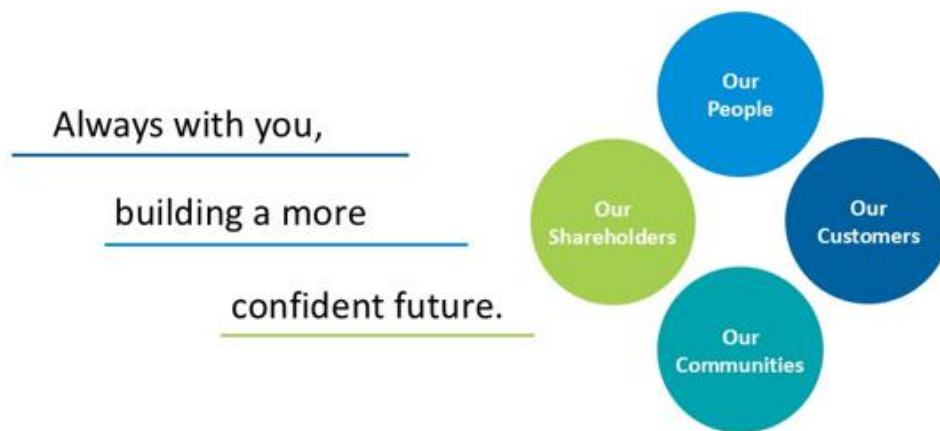 Always with you,
building a more
confident future.
Our
People
Our
Shareholders
Our
Customers
Our
Communities